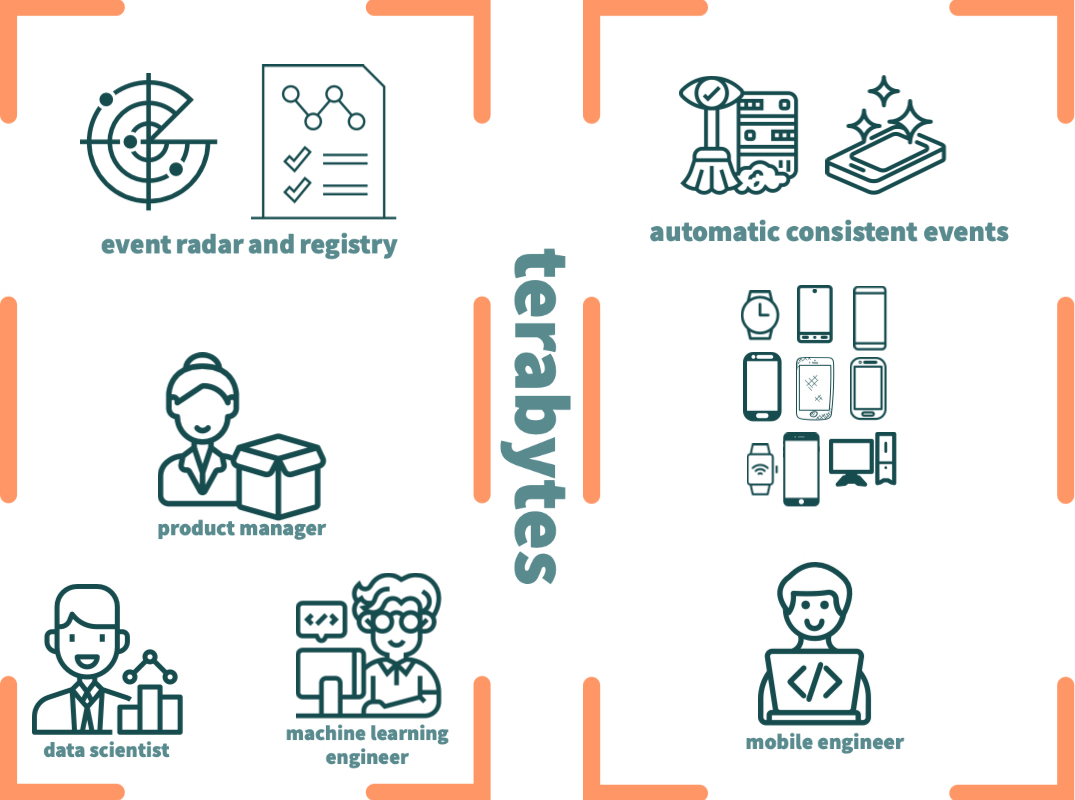 event radar and registry
product manager
data scientist
machine learning
engineer
terabytes
automatic consistent events
mobile engineer